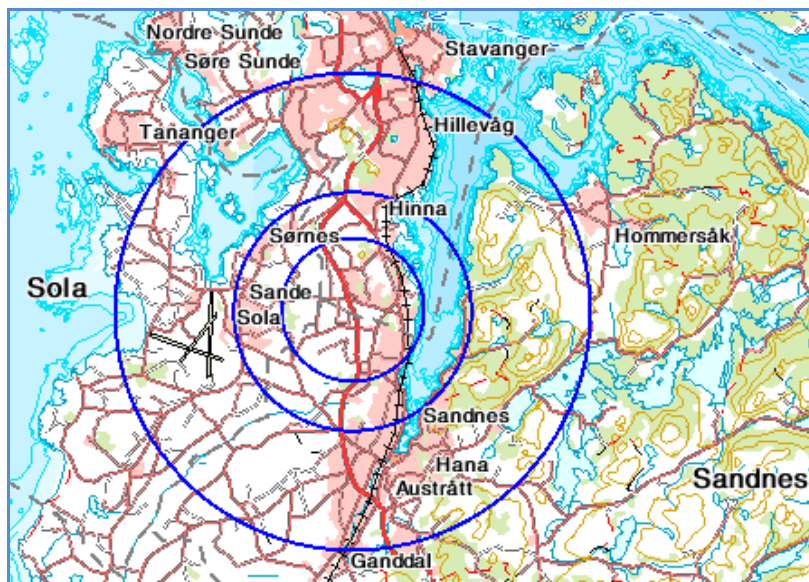 Nordre Sunde
Stavanger
Søre Sunde
Tananger
Hillevåg
Hinna
Sørnes
Hommersåk
Sola
Sande
Sola
Sandnes
Hana
Sandnes
Austrått
Ganddal